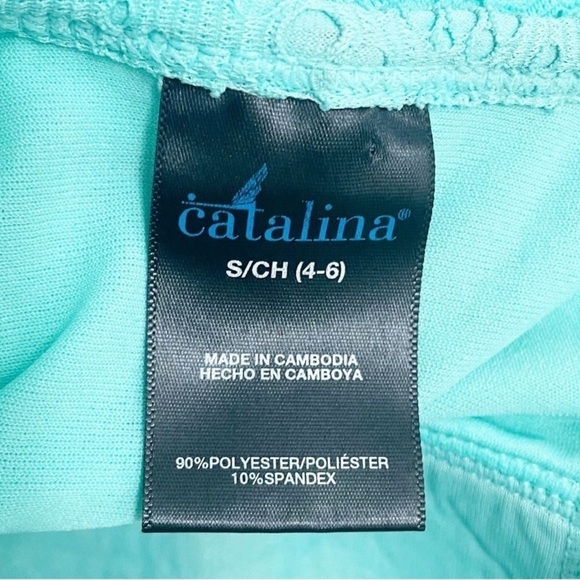 catalina®
S/CH (4-6)
MADE IN CAMBODIA
HECHO EN CAMBOYA
90%POLYESTER/POLIÉSTER
10%SPANDEX